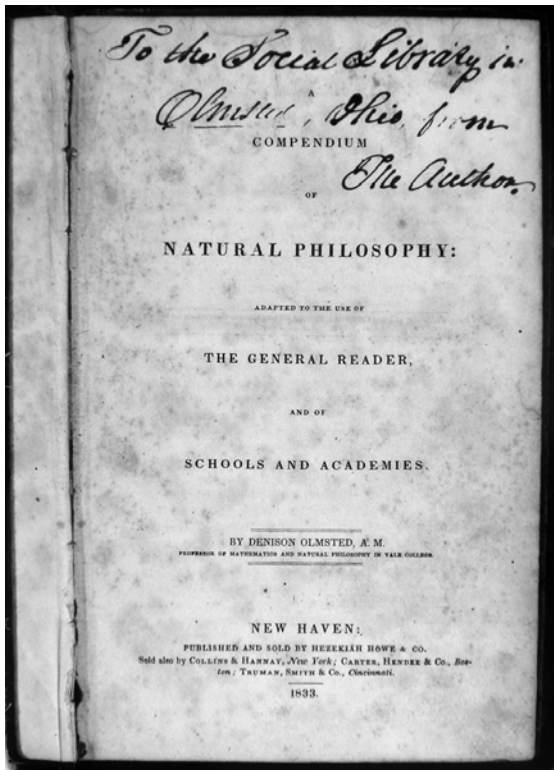 To the Social Library in
A
Olmsted, Ohio, from
COMPENDIUM
The Author.
OF
NATURAL PHILOSOPHY:
ADAPTED TO THE USE OF
THE GENERAL READER,
AND OF
SCHOOLS AND ACADEMIES.
BY DENISON OLMSTED, A. M.
PROFESSOR OF MATHEMATICS AND NATURAL PHILOSOPHY IN YALE COLLEGE.
NEW HAVEN:
PUBLISHED AND SOLD BY HEZEKIAH HOWE & CO.
Sold also by COLLINS & HANNAY, New York; CARTER, HENDEE & Co., Bos-
ton; TRUMAN, SMITH & Co., Cincinnati.
1833.